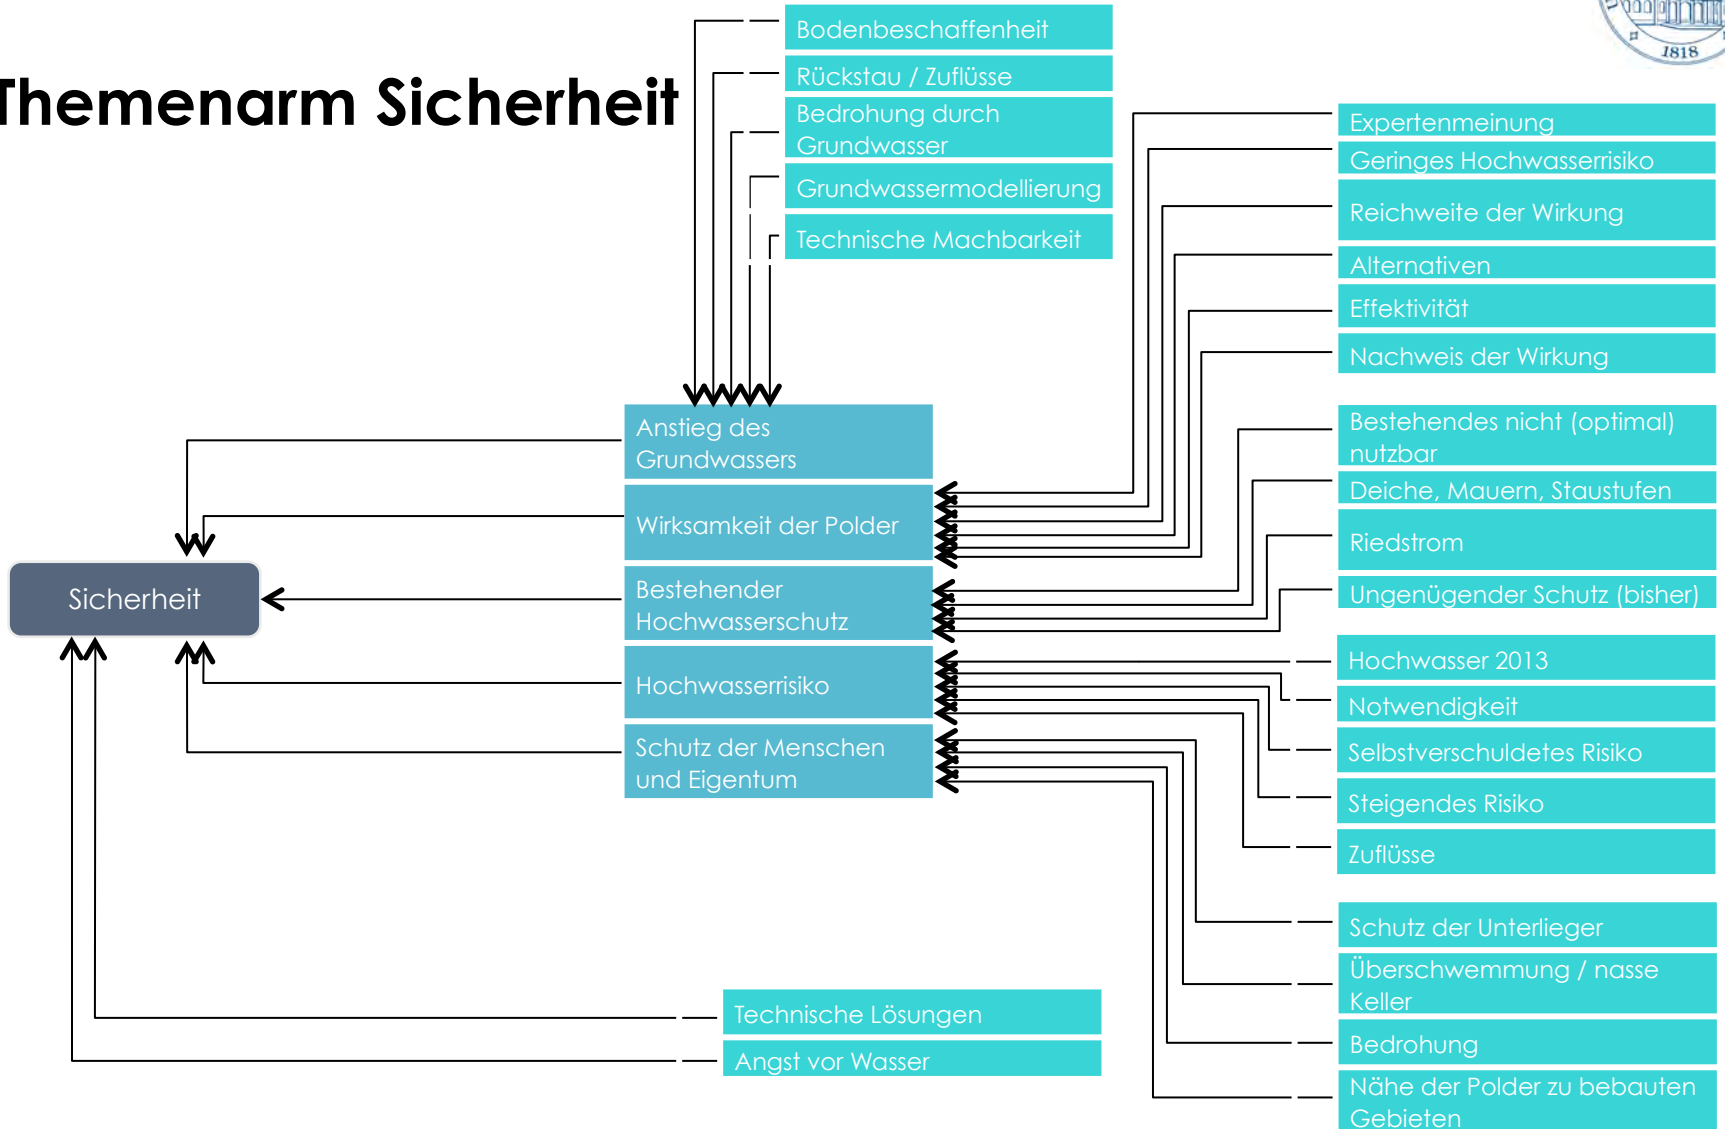 Themenarm Sicherheit
1818
Bodenbeschaffenheit
Rückstau / Zuflüsse
Bedrohung durch
Grundwasser
Grundwassermodellierung
Technische Machbarkeit
Expertenmeinung
Geringes Hochwasserrisiko
Reichweite der Wirkung
Alternativen
Effektivität
Nachweis der Wirkung
Bestehendes nicht (optimal)
nutzbar
Deiche, Mauern, Staustufen
Riedstrom
Ungenügender Schutz (bisher)
Anstieg des
Grundwassers
Wirksamkeit der Polder
Bestehender
Hochwasserschutz
Hochwasserrisiko
Schutz der Menschen
und Eigentum
Sicherheit
Hochwasser 2013
Notwendigkeit
Selbstverschuldetes Risiko
Steigendes Risiko
Zuflüsse
Schutz der Unterlieger
Überschwemmung / nasse
Keller
Bedrohung
Nähe der Polder zu bebauten
Gebieten
Technische Lösungen
Angst vor Wasser